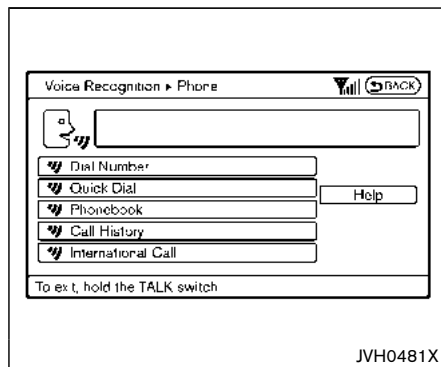 Voice Recognition ▸ Phone BACK
Dial Number
Quick Dial
Help
Phonebook
Call History
International Call
To exit, hold the TALK switch
JVH0481X